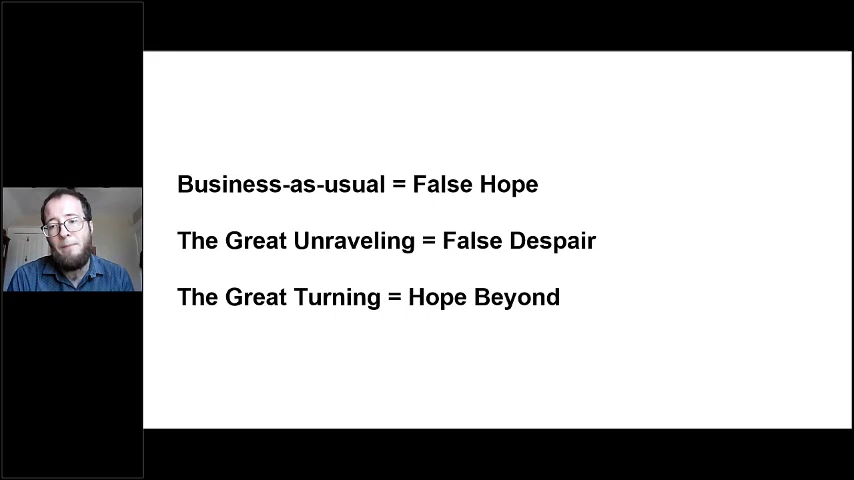 Business-as-usual = False Hope
The Great Unraveling = False Despair
The Great Turning = Hope Beyond